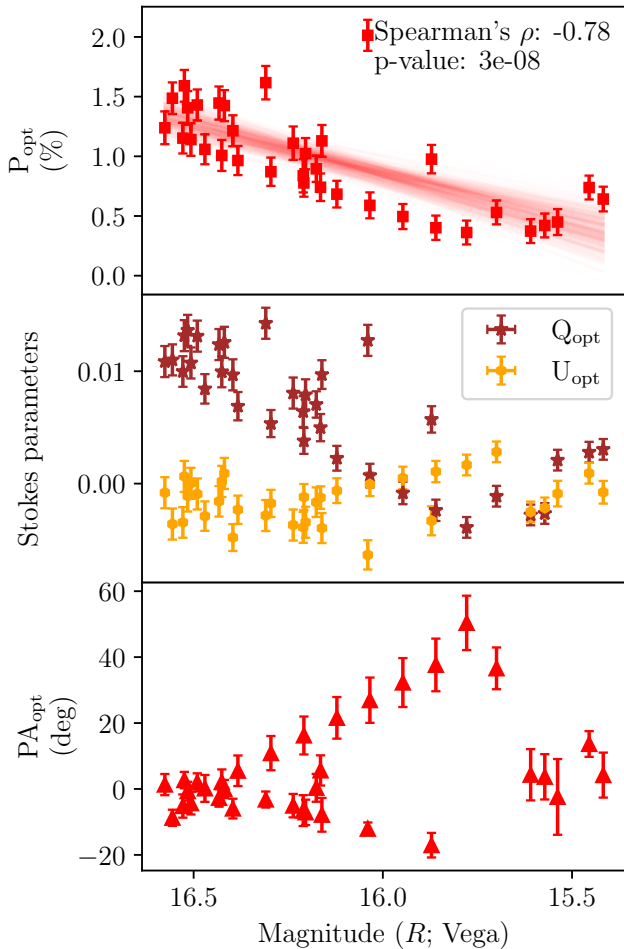 Spearman's ρ: -0.78
p-value: 3e-08
2.0
1.5
1.0
0.5
0.0
P_opt
(%)
Q_opt
U_opt
0.01
0.00
Stokes parameters
60
40
20
0
−20
PA_opt
(deg)
16.5
16.0
15.5
Magnitude (R; Vega)